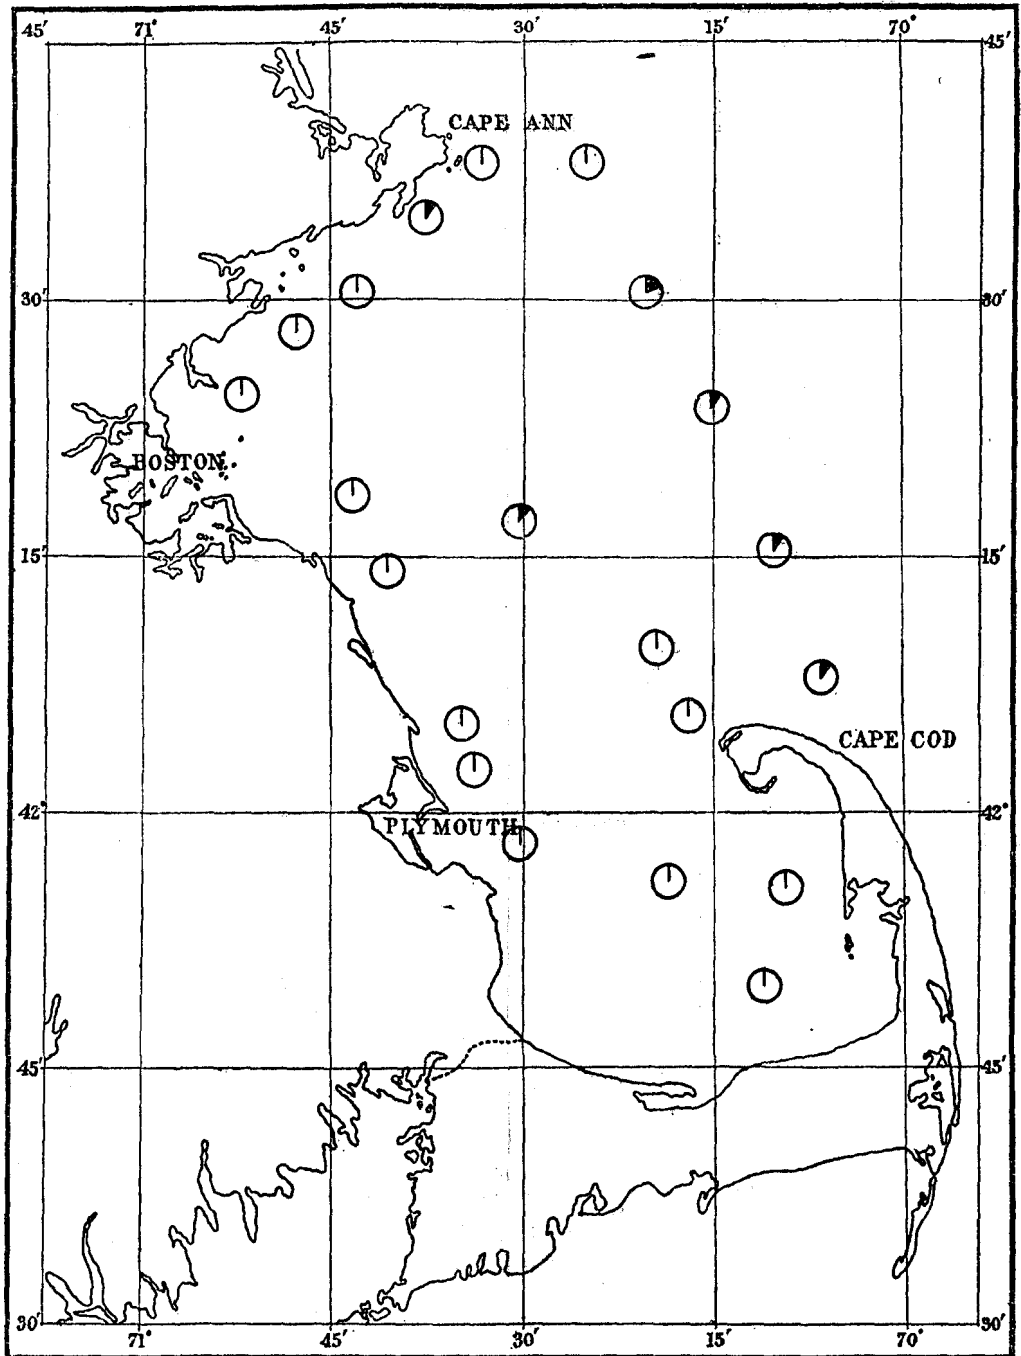 45' 71° 45' 30' 15' 70° 45'
CAPE ANN
30' 30'
BOSTON
15' 15'
CAPE COD
42° 42°
PLYMOUTH
45' 45'
30' 30'
71° 45' 30' 15' 70°